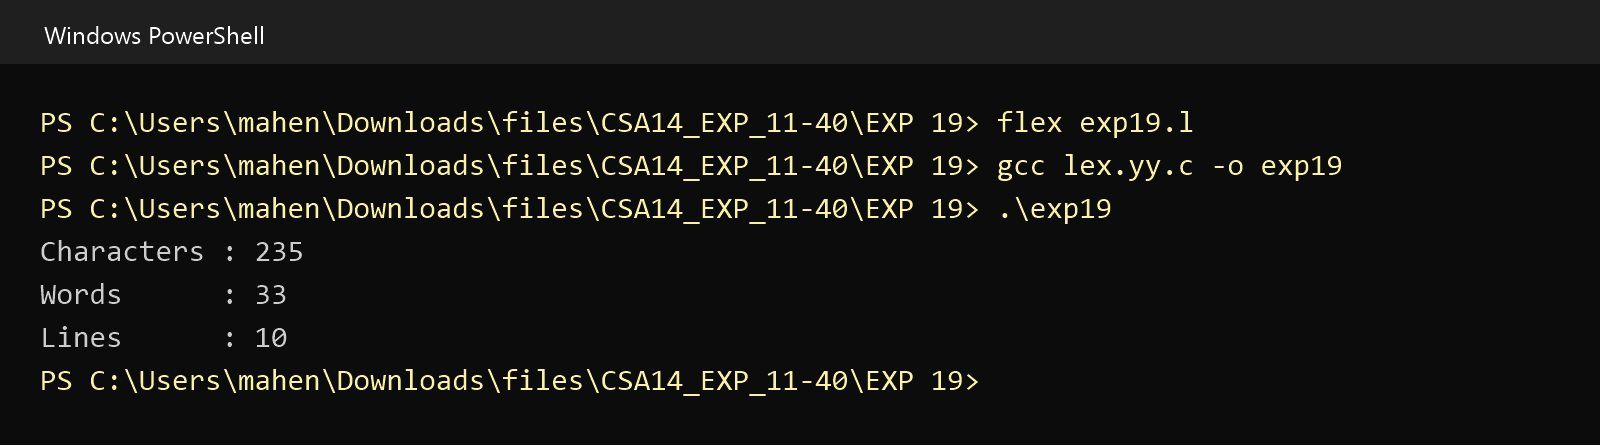 Windows PowerShell
PS C:\Users\mahen\Downloads\files\CSA14_EXP_11-40\EXP 19> flex exp19.l
PS C:\Users\mahen\Downloads\files\CSA14_EXP_11-40\EXP 19> gcc lex.yy.c -o exp19
PS C:\Users\mahen\Downloads\files\CSA14_EXP_11-40\EXP 19> .\exp19
Characters : 235
Words      : 33
Lines      : 10
PS C:\Users\mahen\Downloads\files\CSA14_EXP_11-40\EXP 19>